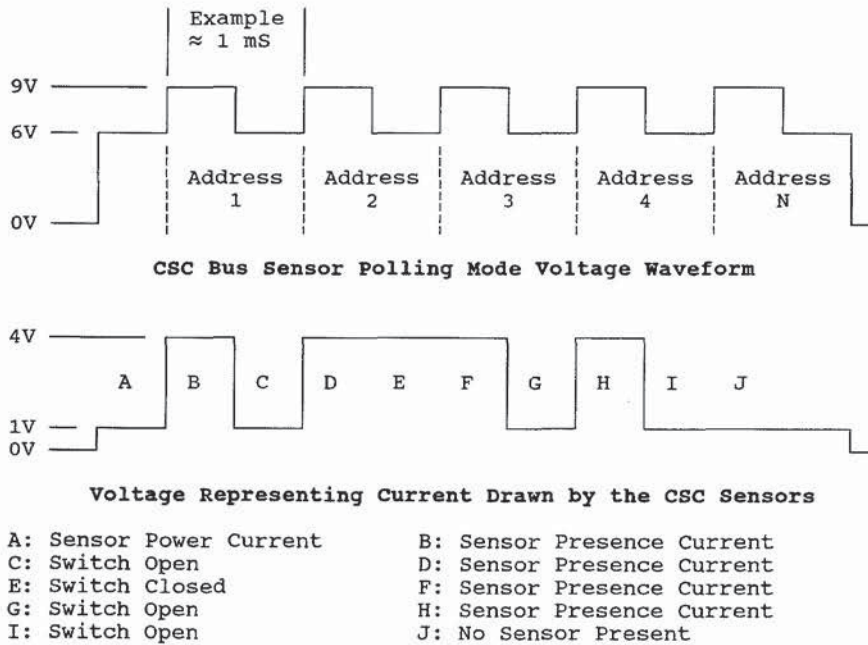 Example
≈ 1 mS
9V
6V
Address Address Address Address Address
1 2 3 4 N
0V
CSC Bus Sensor Polling Mode Voltage Waveform
4V
A B C D E F G H I J
1V
0V
Voltage Representing Current Drawn by the CSC Sensors
A: Sensor Power Current B: Sensor Presence Current
C: Switch Open D: Sensor Presence Current
E: Switch Closed F: Sensor Presence Current
G: Switch Open H: Sensor Presence Current
I: Switch Open J: No Sensor Present